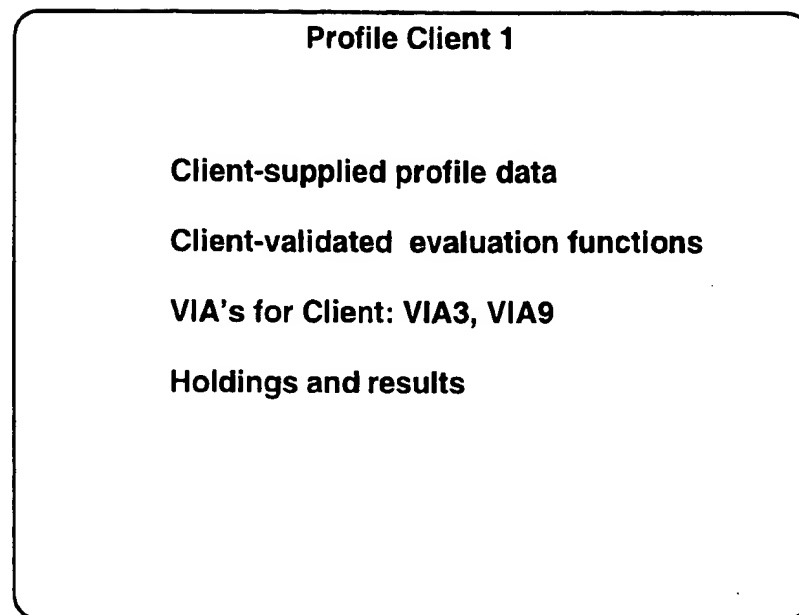 Profile Client 1
Client-supplied profile data
Client-validated evaluation functions
VIA's for Client: VIA3, VIA9
Holdings and results